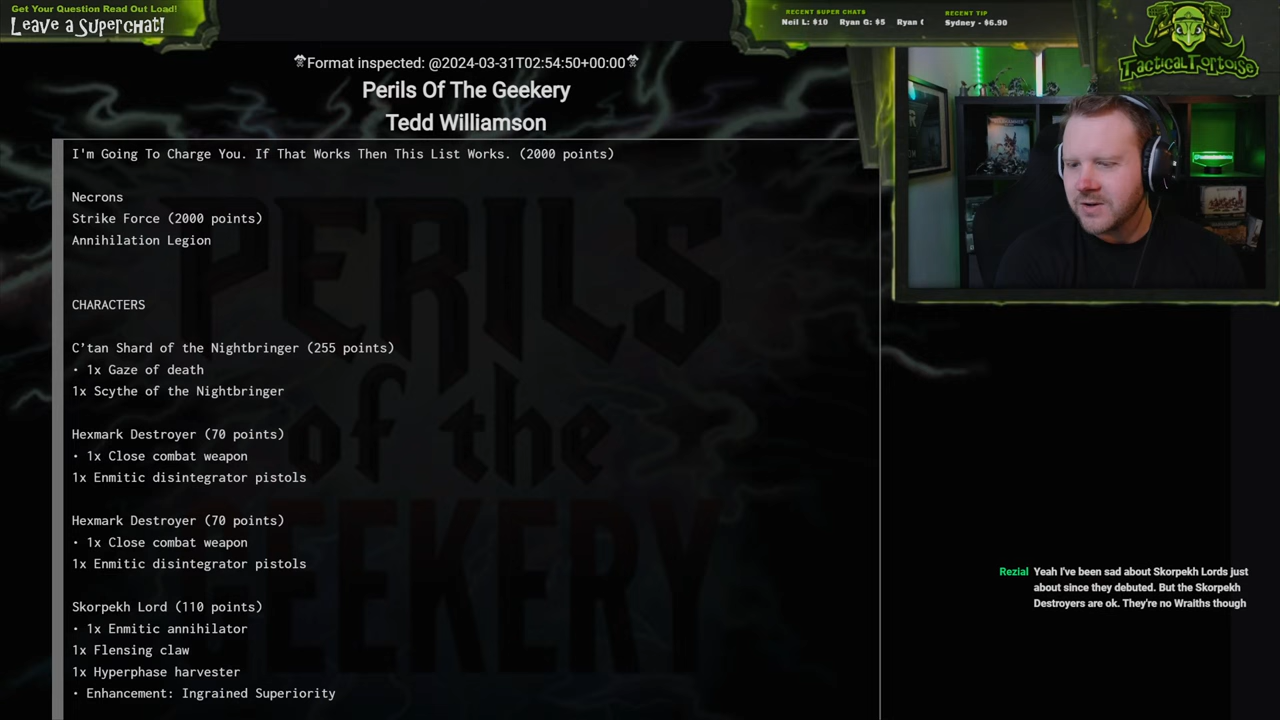 Get Your Question Read Out Load!
Leave a Superchat!
RECENT SUPER CHATS
Neil L: $10 Ryan G: $5 Ryan (
RECENT TIP
Sydney - $6.90
TacticalTortoise
Format inspected: @2024-03-31T02:54:50+00:00
Perils Of The Geekery
Tedd Williamson
I'm Going To Charge You. If That Works Then This List Works. (2000 points)
Necrons
Strike Force (2000 points)
Annihilation Legion
CHARACTERS
C'tan Shard of the Nightbringer (255 points)
• 1x Gaze of death
1x Scythe of the Nightbringer
Hexmark Destroyer (70 points)
• 1x Close combat weapon
1x Enmitic disintegrator pistols
Hexmark Destroyer (70 points)
• 1x Close combat weapon
1x Enmitic disintegrator pistols
Skorpekh Lord (110 points)
• 1x Enmitic annihilator
1x Flensing claw
1x Hyperphase harvester
• Enhancement: Ingrained Superiority
PERILS
of the
GEEKERY
Rezial Yeah I've been sad about Skorpekh Lords just
about since they debuted. But the Skorpekh
Destroyers are ok. They're no Wraiths though